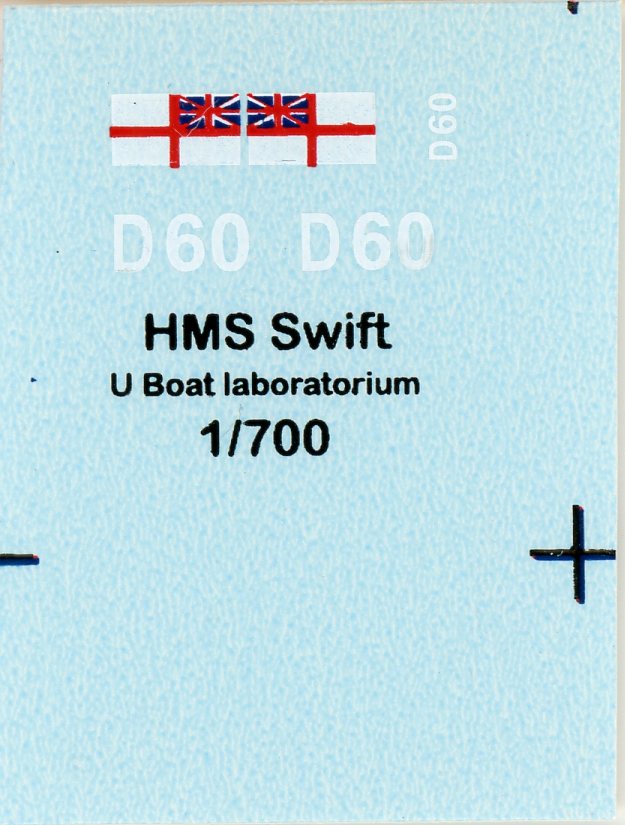 D60
D60 D60
HMS Swift
U Boat laboratorium
1/700